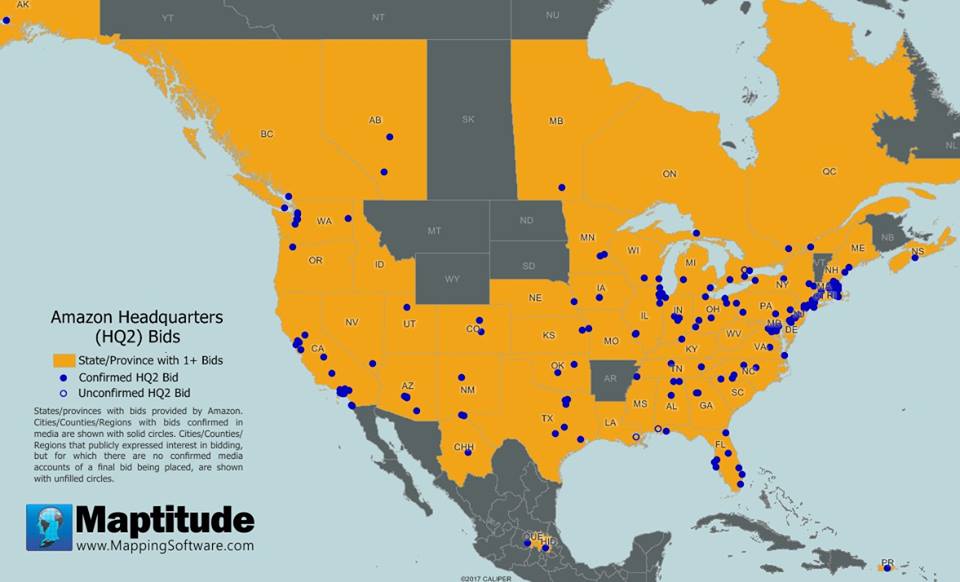 AK
YT
NT
NU
BC
AB
SK
MB
ON
QC
NL
WA
MT
ND
MN
WI
MI
ME
NB
NS
VT
NH
OR
ID
WY
SD
IA
NY
NE
IL
IN
OH
PA
NV
UT
CO
KS
MO
WV
MD
DE
VA
KY
CA
AZ
NM
OK
AR
TN
NC
SC
MS
AL
GA
TX
LA
FL
CHH
QUE
HID
PR
Amazon Headquarters
(HQ2) Bids
State/Province with 1+ Bids
Confirmed HQ2 Bid
Unconfirmed HQ2 Bid
States/provinces with bids provided by Amazon.
Cities/Counties/Regions with bids confirmed in
media are shown with solid circles. Cities/Counties/
Regions that publicly expressed interest in bidding,
but for which there are no confirmed media
accounts of a final bid being placed, are shown
with unfilled circles.
Maptitude
www.MappingSoftware.com
©2017 CALIPER